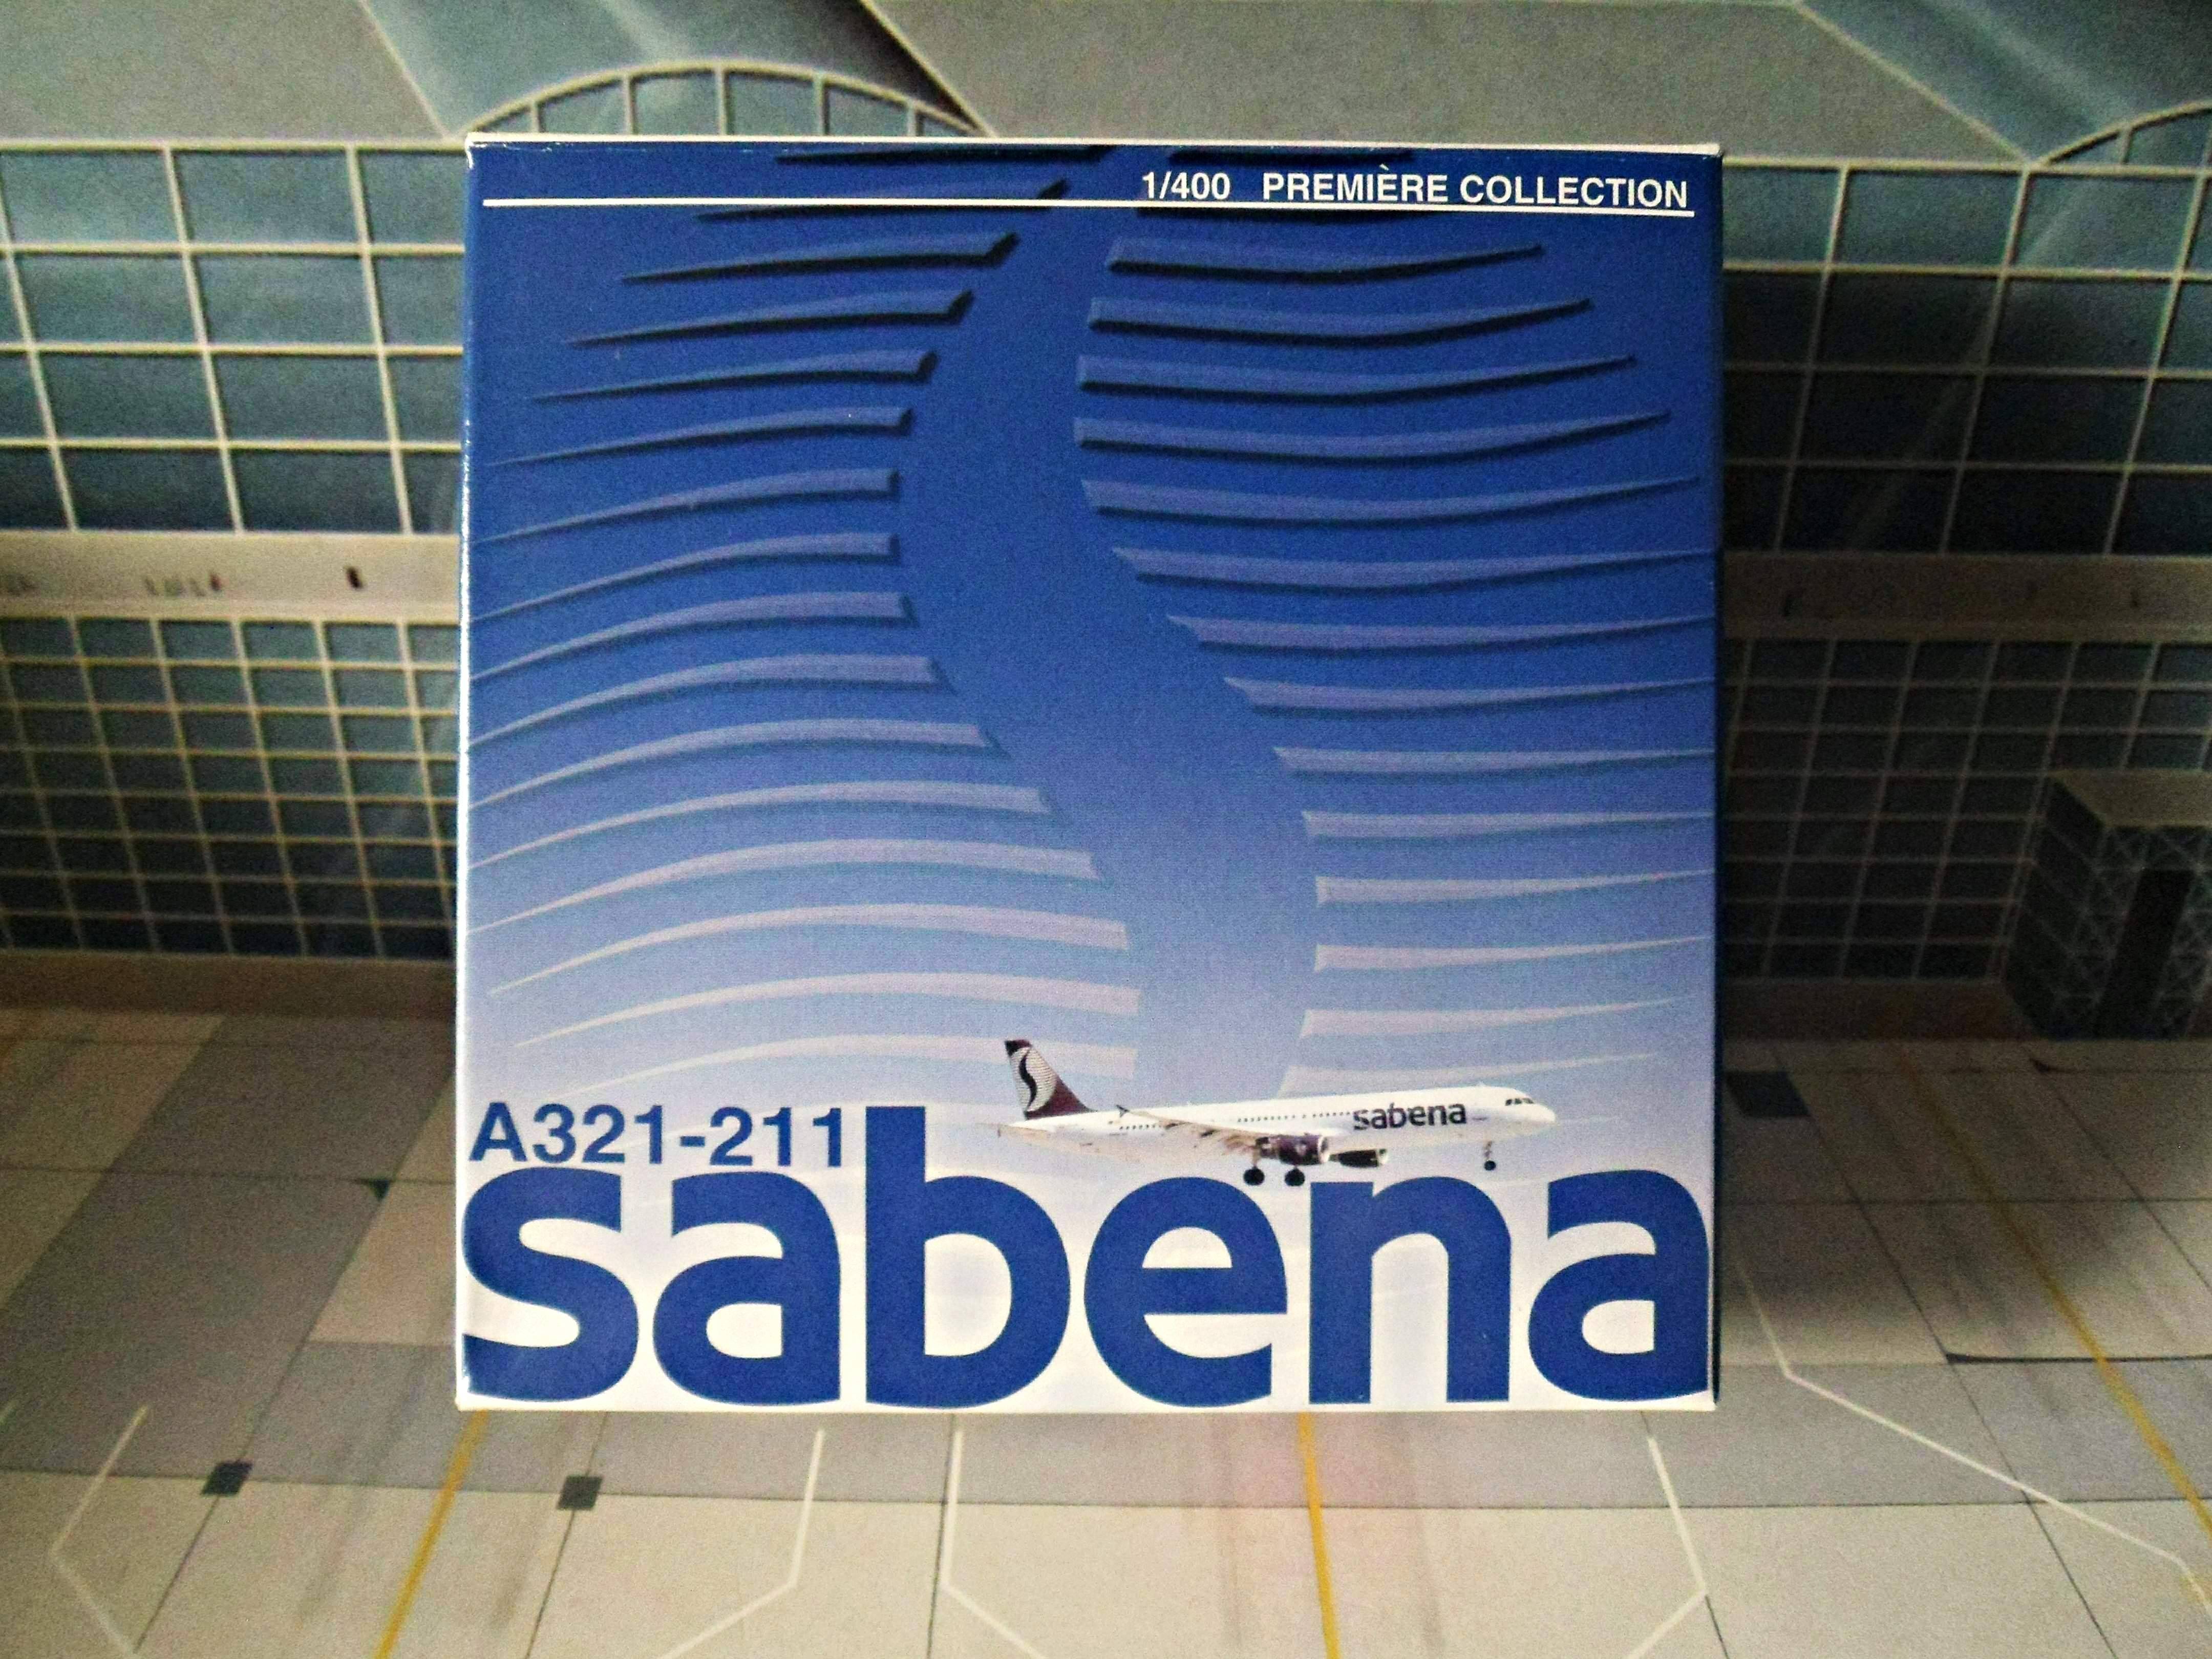 1/400 PREMIÈRE COLLECTION
A321-211
sabena
sabena